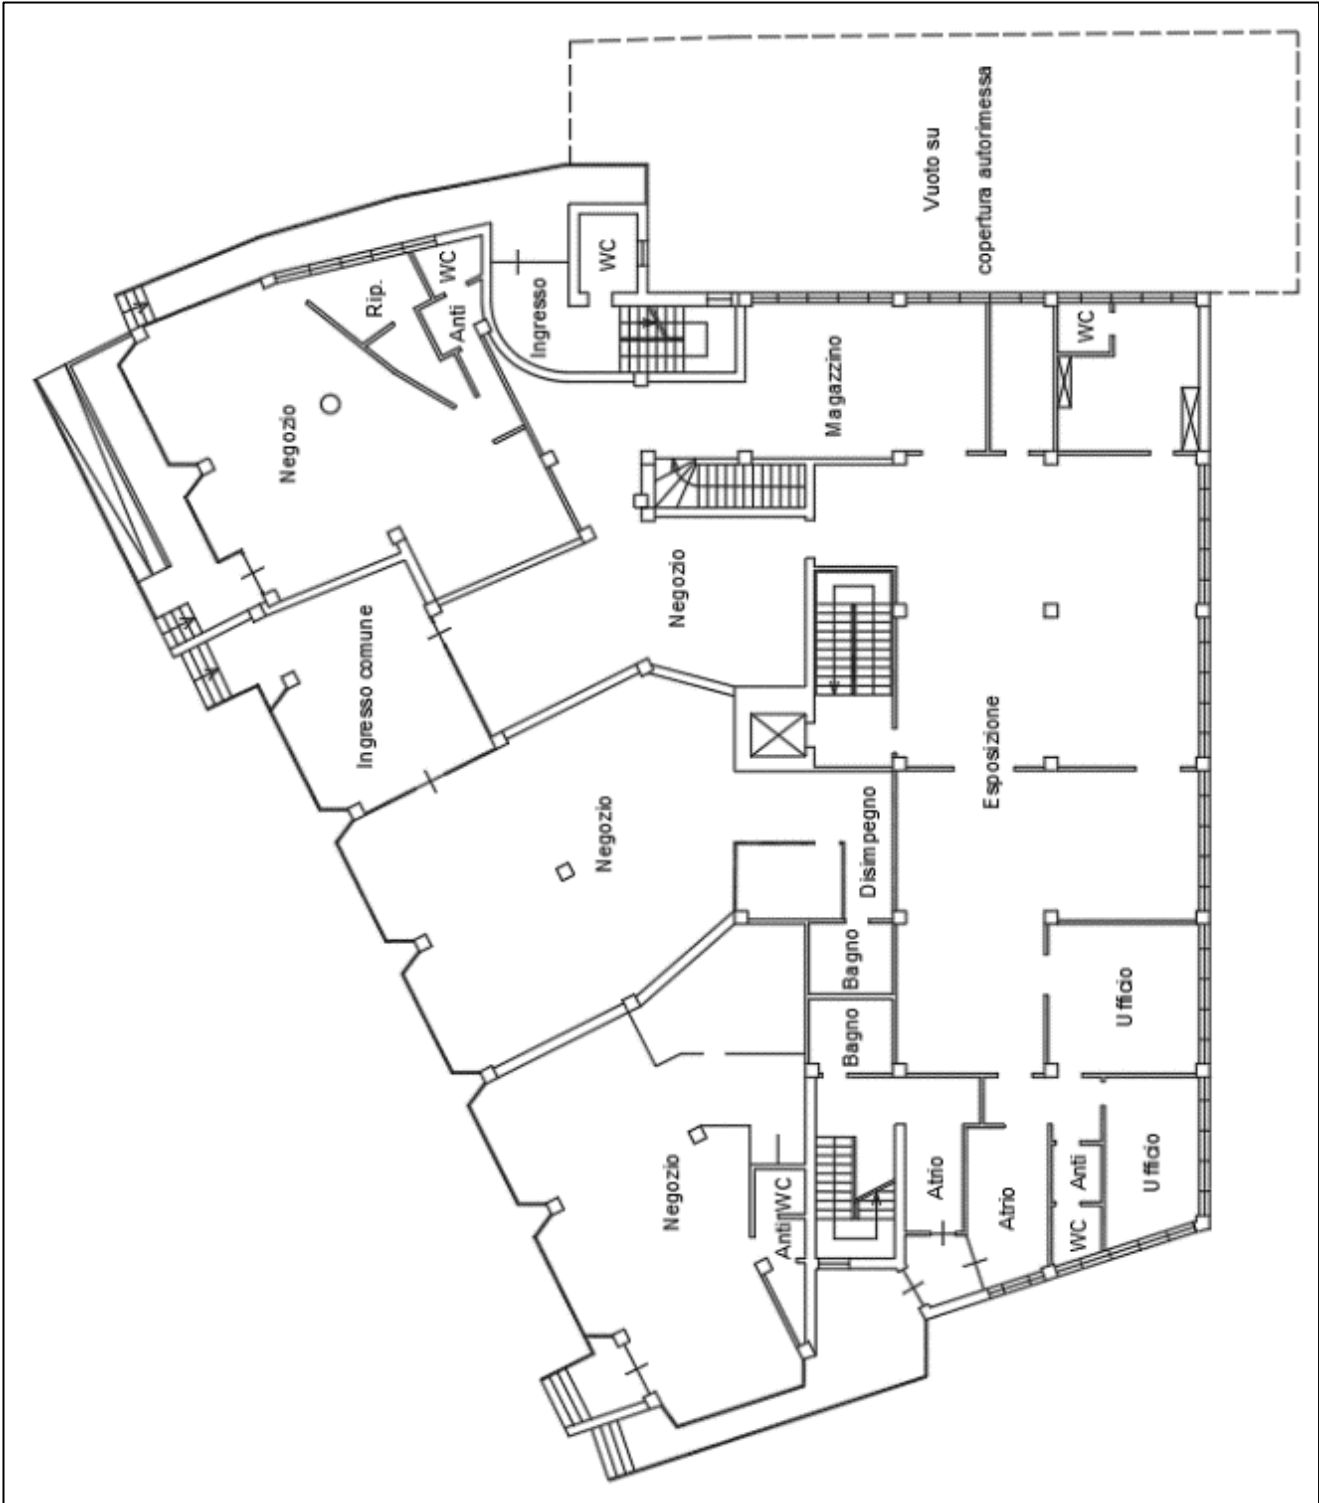 Vuoto su
copertura autorimessa
WC
WC
Rip.
Anti
Ingresso
WC
Magazzino
Negozio
Negozio
Ingresso comune
Esposizione
Negozio
Disimpegno
Bagno
Bagno
Ufficio
Negozio
WC
Anti
Atrio
Atrio
Anti
WC
Ufficio